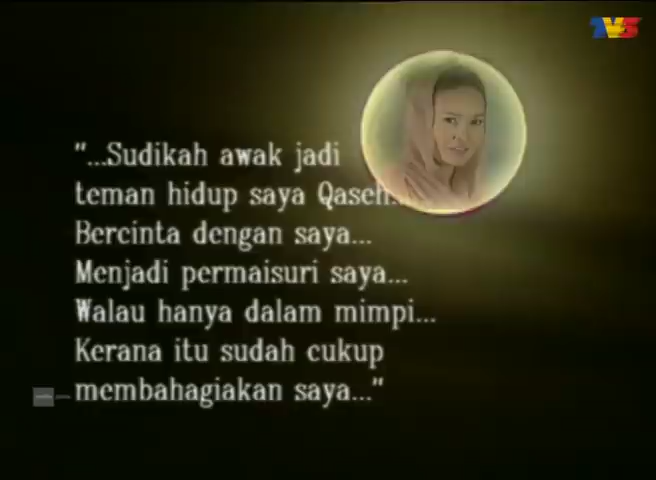 TV3
"...Sudikah awak jadi
teman hidup saya Qaseh...
Bercinta dengan saya...
Menjadi permaisuri saya...
Walau hanya dalam mimpi...
Kerana itu sudah cukup
membahagiakan saya..."